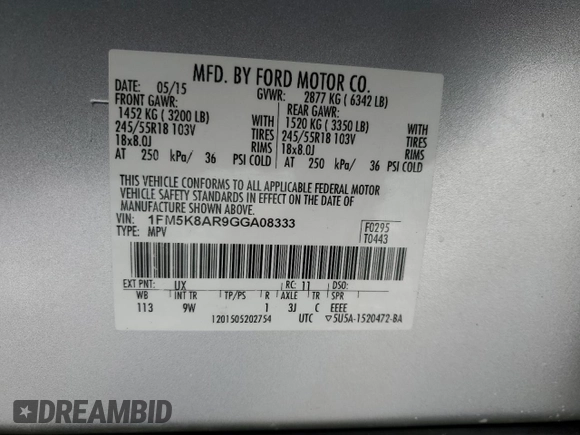 MFD. BY FORD MOTOR CO.
DATE: 05/15 GVWR: 2877 KG ( 6342 LB)
FRONT GAWR: REAR GAWR:
1452 KG ( 3200 LB) WITH 1520 KG ( 3350 LB) WITH
245/55R18 103V TIRES 245/55R18 103V TIRES
18x8.0J RIMS 18x8.0J RIMS
AT 250 kPa/ 36 PSI COLD AT 250 kPa/ 36 PSI COLD
THIS VEHICLE CONFORMS TO ALL APPLICABLE FEDERAL MOTOR
VEHICLE SAFETY STANDARDS IN EFFECT ON THE DATE OF
MANUFACTURE SHOWN ABOVE.
VIN: 1FM5K8AR9GGA08333 F0295
TYPE: MPV T0443
EXT PNT: UX RC: 11 DSO:
WB INT TR TP/PS R AXLE TR SPR
113 9W 1 3J C EEEE
1201505202754 UTC ▽5U5A-1520472-BA
DREAMBID